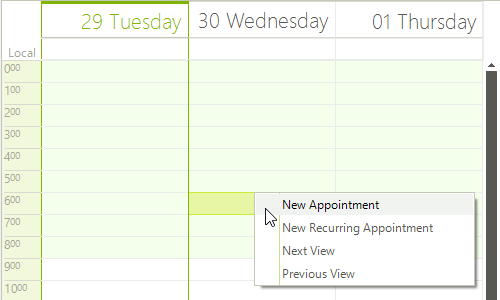 29 Tuesday
30 Wednesday
01 Thursday
Local
000
100
200
300
400
500
600
New Appointment
700
New Recurring Appointment
800
Next View
900
Previous View
1000